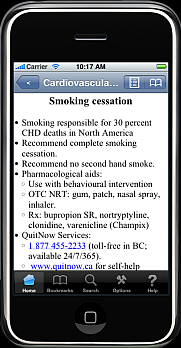 Carrier 10:17 AM
< Cardiovascula...
Smoking cessation
• Smoking responsible for 30 percent
CHD deaths in North America
• Recommend complete smoking
cessation.
• Recommend no second hand smoke.
• Pharmacological aids:
○ Use with behavioural intervention
○ OTC NRT: gum, patch, nasal spray,
inhaler.
○ Rx: bupropion SR, nortryptyline,
clonidine, varenicline (Champix)
• QuitNow Services:
○ 1.877.455-2233 (toll-free in BC;
available 24/7/365).
○ www.quitnow.ca for self-help
Home Bookmarks Search Options Help